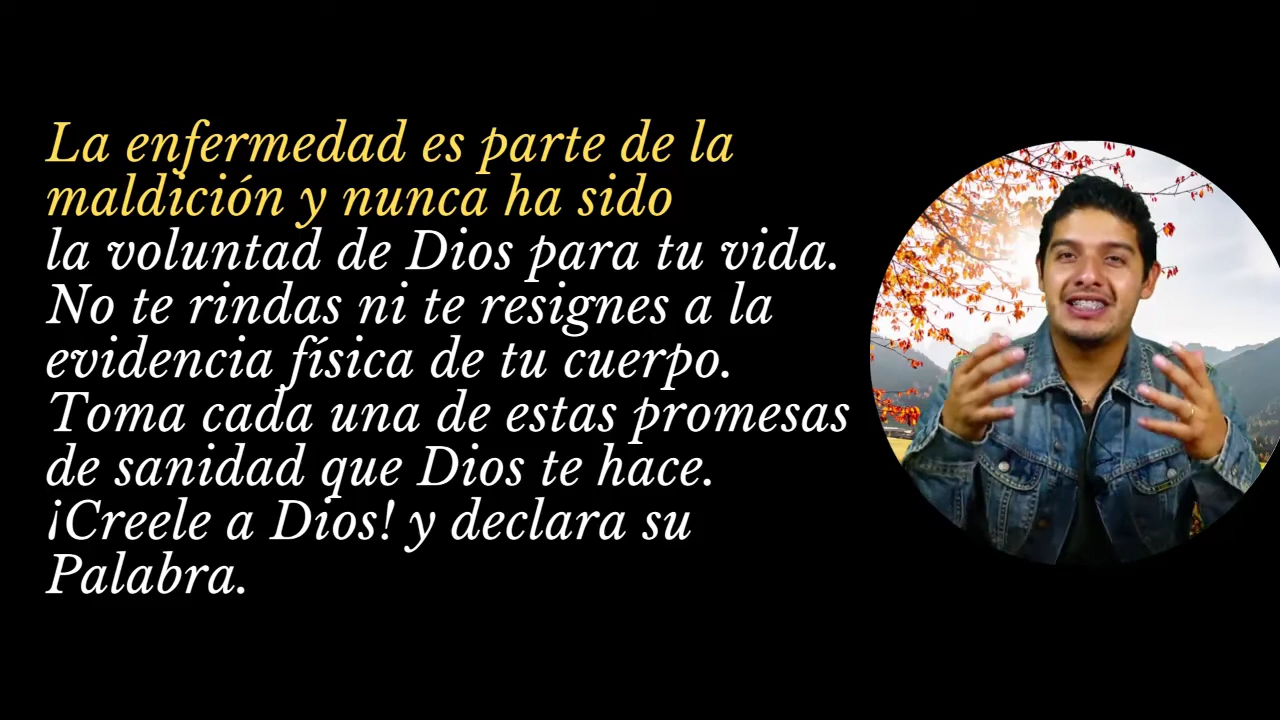 La enfermedad es parte de la
maldición y nunca ha sido
la voluntad de Dios para tu vida.
No te rindas ni te resignes a la
evidencia física de tu cuerpo.
Toma cada una de estas promesas
de sanidad que Dios te hace.
¡Creele a Dios! y declara su
Palabra.